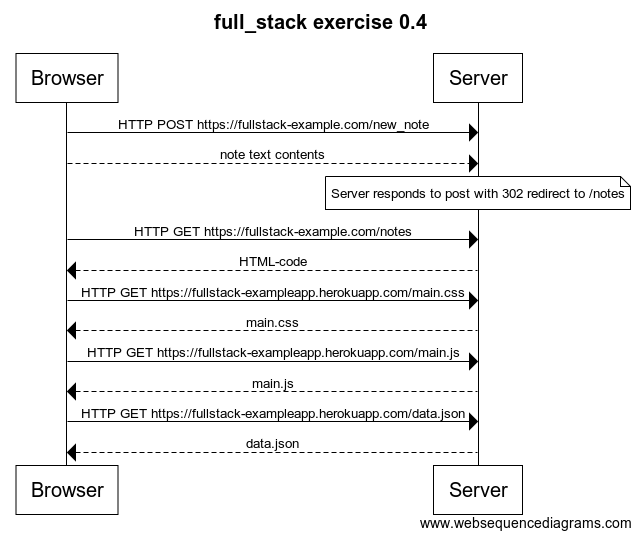 full_stack exercise 0.4
Browser
Server
HTTP POST https://fullstack-example.com/new_note
note text contents
Server responds to post with 302 redirect to /notes
HTTP GET https://fullstack-example.com/notes
HTML-code
HTTP GET https://fullstack-exampleapp.herokuapp.com/main.css
main.css
HTTP GET https://fullstack-exampleapp.herokuapp.com/main.js
main.js
HTTP GET https://fullstack-exampleapp.herokuapp.com/data.json
data.json
Browser
Server
www.websequencediagrams.com